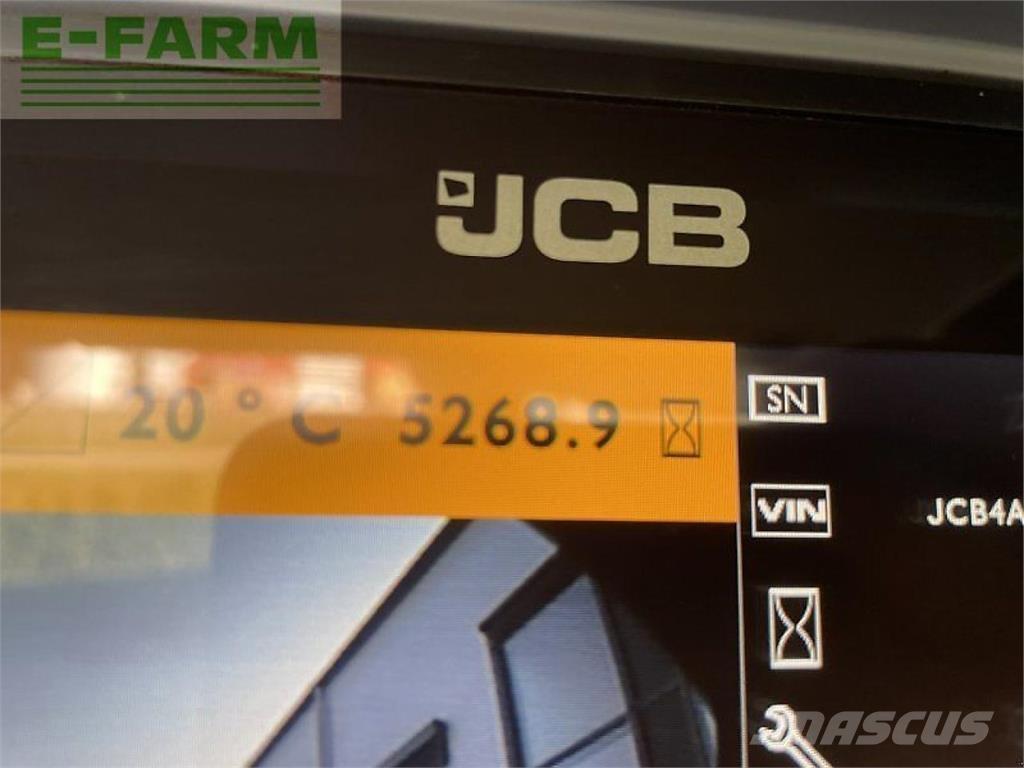 E-FARM
JCB
20 ° C 5268.9
SN
VIN JCB4A
MASCUS